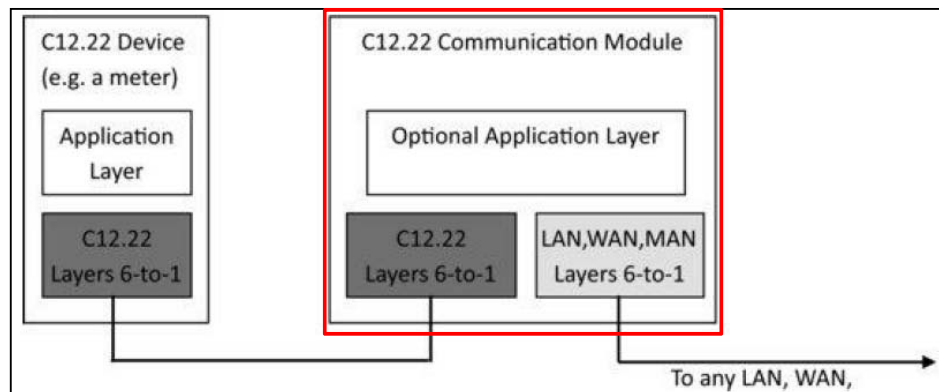 C12.22 Device
(e.g. a meter)
Application
Layer
C12.22
Layers 6-to-1
C12.22 Communication Module
Optional Application Layer
C12.22
Layers 6-to-1
LAN,WAN,MAN
Layers 6-to-1
To any LAN, WAN,